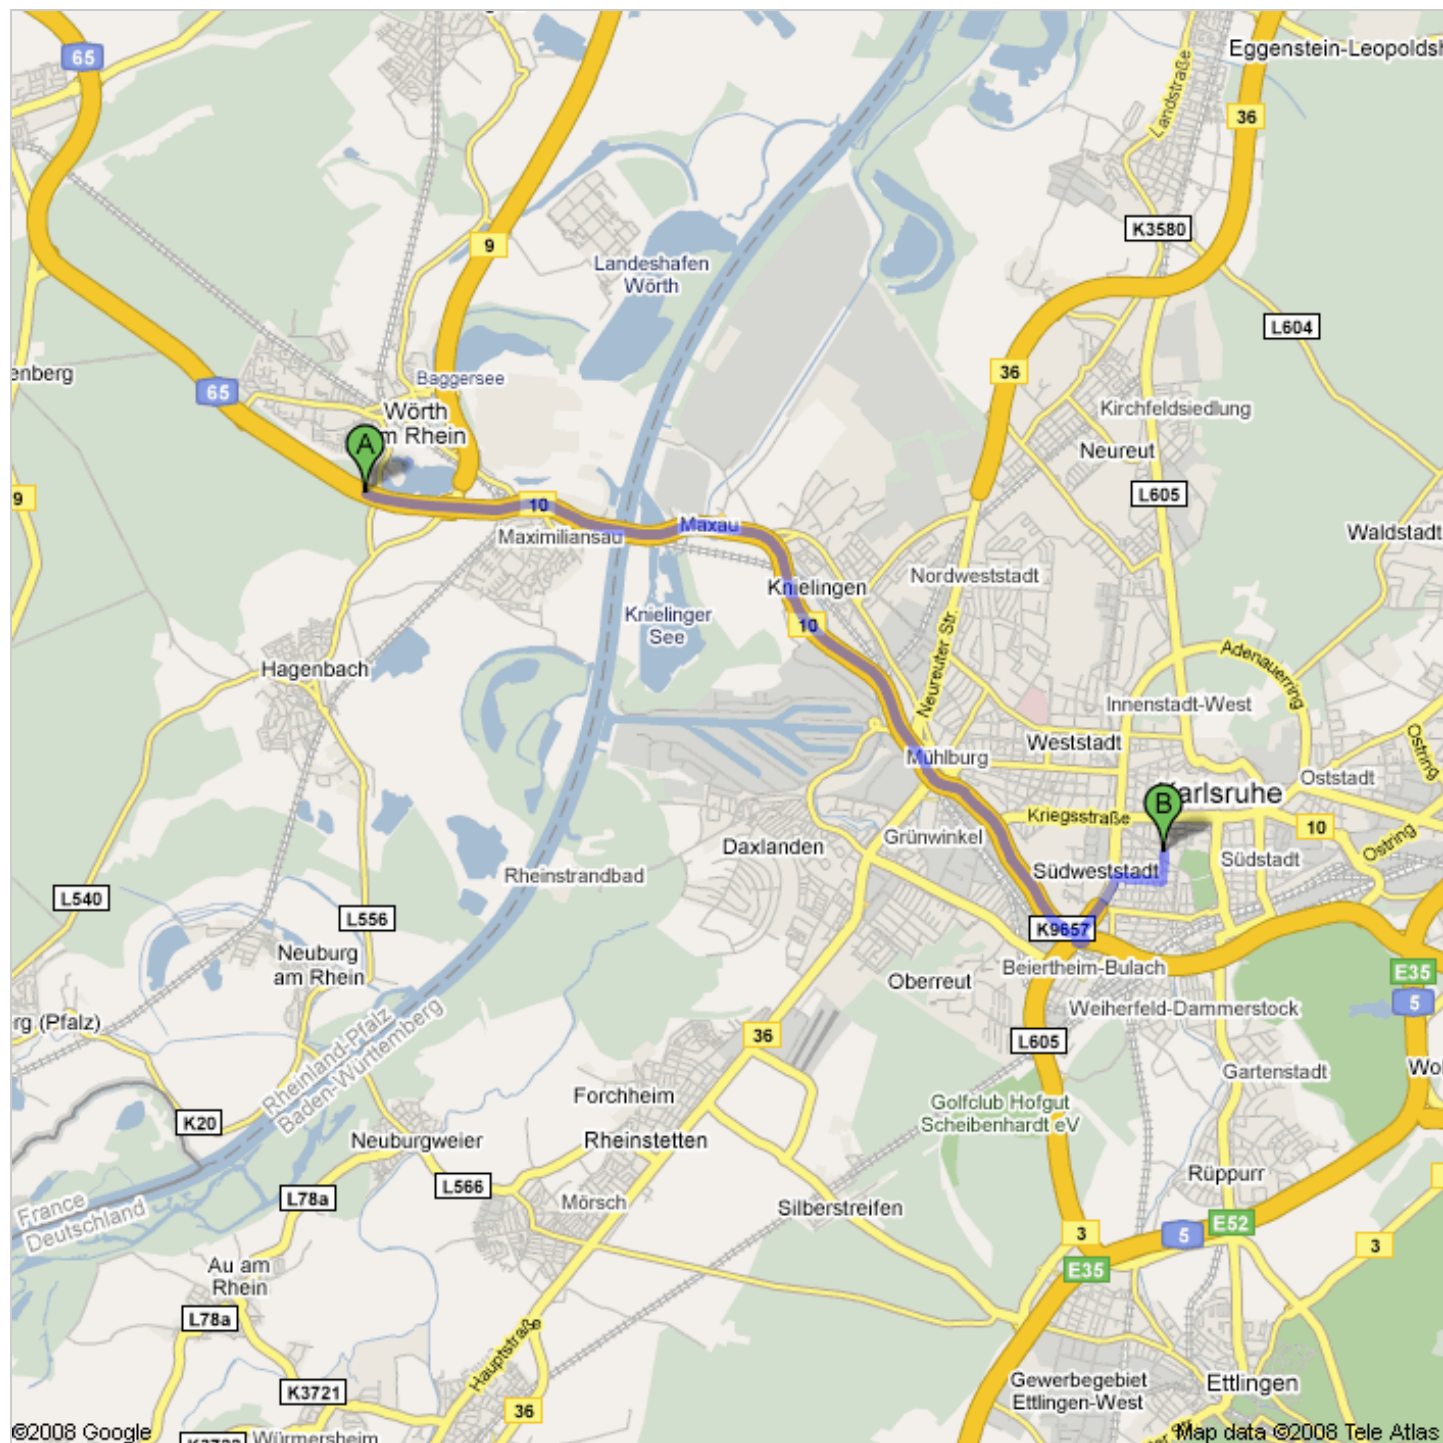 65
Eggenstein-Leopoldsh
Landstraße
36
K3580
9
Landeshafen
Wörth
L604
36
enberg
65
Baggersee
Wörth
m Rhein
A
Kirchfeldsiedlung
Neureut
9
10
L605
Maxau
Maximiliansau
Waldstadt
Nordweststadt
Knielingen
Knielinger
See
10
Neureuter Str.
Hagenbach
Adenauerring
Innenstadt-West
Weststadt
Mühlburg
Ostring
Oststadt
B
arlsruhe
Kriegsstraße
10
Grünwinkel
Daxlanden
Ostring
Südstadt
Südweststadt
Rheinstrandbad
L540
L556
K9657
Neuburg
am Rhein
Beiertheim-Bulach
Oberreut
E35
5
Weiherfeld-Dammerstock
rg (Pfalz)
Rheinland-Pfalz
Baden-Württemberg
36
L605
Gartenstadt
Wol
Forchheim
Golfclub Hofgut
Scheibenhardt eV
K20
Neuburgweier
Rheinstetten
Rüppurr
L566
L78a
Mörsch
Silberstreifen
France
Deutschland
E52
3
5
3
Au am
Rhein
E35
L78a
Hauptstraße
K3721
Gewerbegebiet
Ettlingen-West
Ettlingen
36
©2008 Google
Würmersheim
Map data ©2008 Tele Atlas